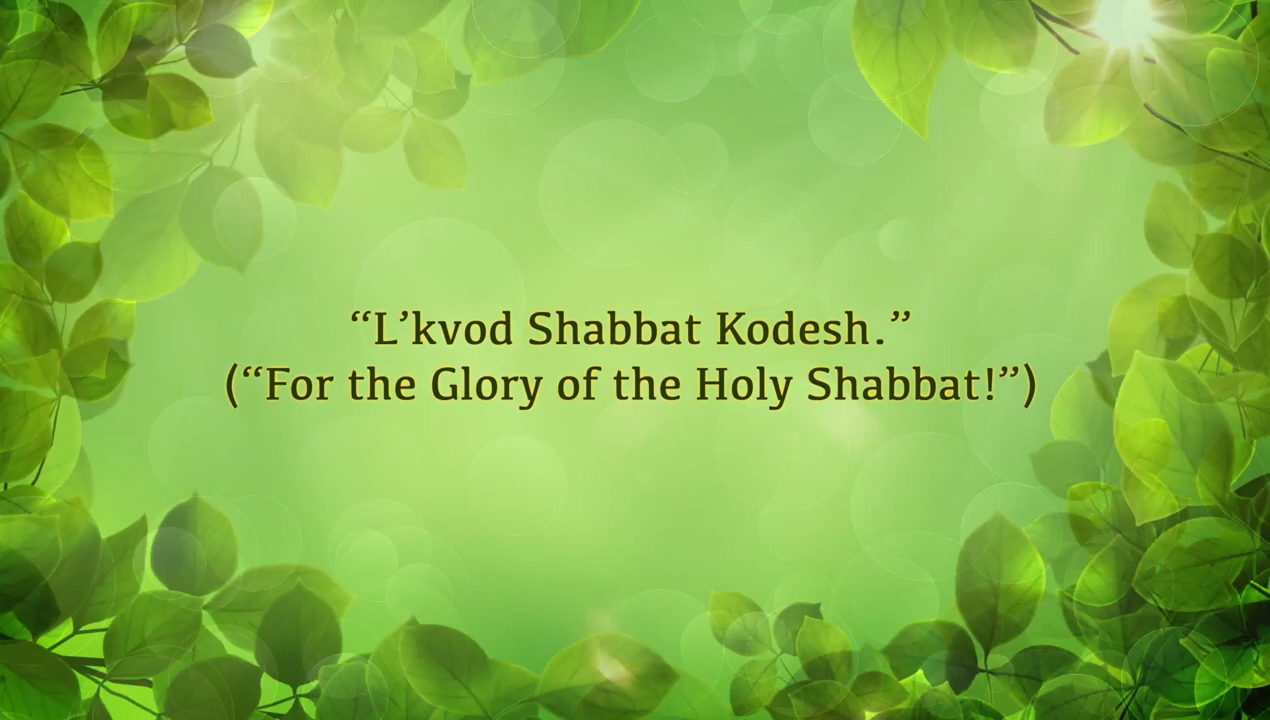 “L’kvod Shabbat Kodesh.”
(“For the Glory of the Holy Shabbat!”)